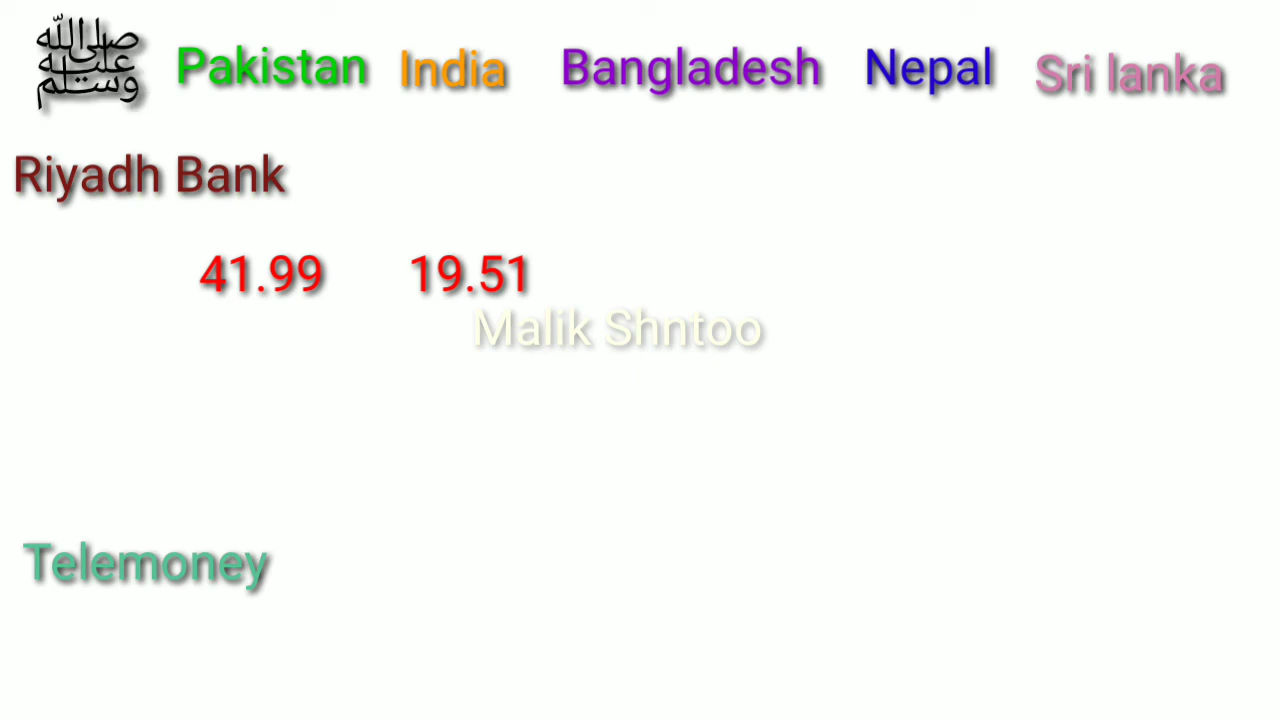 ﷺ Pakistan India Bangladesh Nepal Sri lanka
Riyadh Bank
41.99 19.51
Malik Shntoo
Telemoney